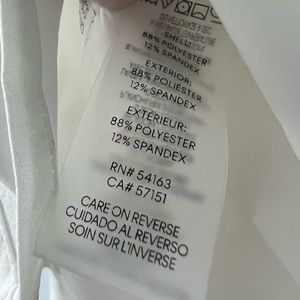 SHELL:
88% POLYESTER
12% SPANDEX
EXTERIOR:
88% POLIÉSTER
12% SPANDEX
EXTÉRIEUR:
88% POLYESTER
12% SPANDEX
RN# 54163
CA# 57151
CARE ON REVERSE
CUIDADO AL REVERSO
SOIN SUR L'INVERSE